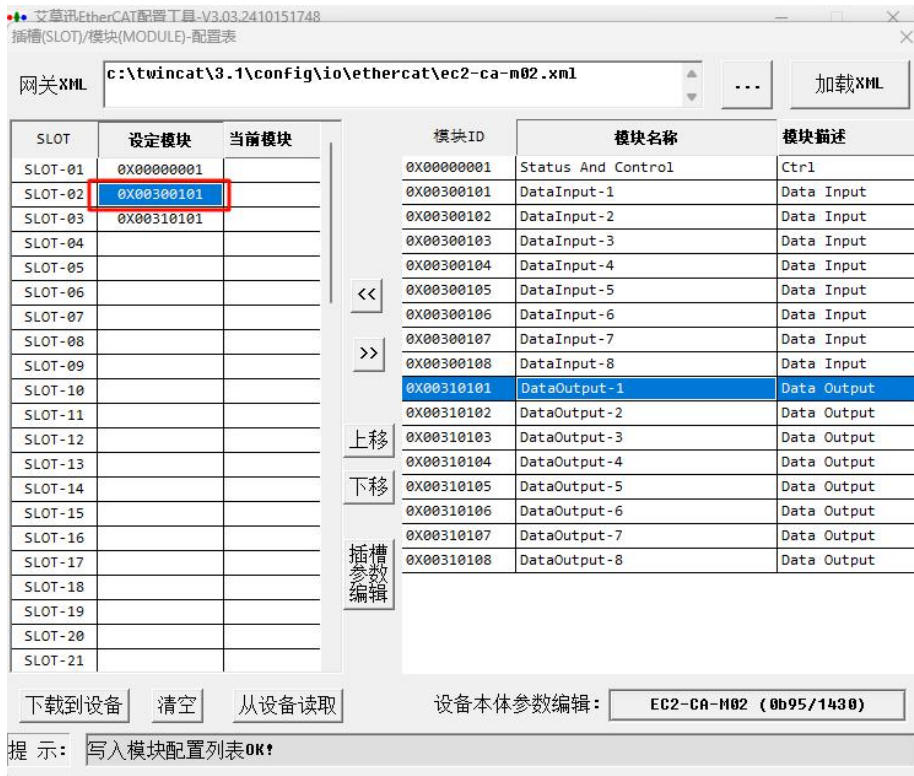 艾草迅EtherCAT配置工具-V3.03.2410151748
插槽(SLOT)/模块(MODULE)-配置表
网关XML c:\twincat\3.1\config\io\ethercat\ec2-ca-m02.xml ... 加载XML
SLOT 设定模块 当前模块 模块ID 模块名称 模块描述
SLOT-01 0X00000001 0X00000001 Status And Control Ctrl
SLOT-02 0X00300101 0X00300101 DataInput-1 Data Input
SLOT-03 0X00310101 0X00300102 DataInput-2 Data Input
SLOT-04 0X00300103 DataInput-3 Data Input
SLOT-05 0X00300104 DataInput-4 Data Input
SLOT-06 << 0X00300105 DataInput-5 Data Input
SLOT-07 0X00300106 DataInput-6 Data Input
SLOT-08 >> 0X00300107 DataInput-7 Data Input
SLOT-09 0X00300108 DataInput-8 Data Input
SLOT-10 0X00310101 DataOutput-1 Data Output
SLOT-11 0X00310102 DataOutput-2 Data Output
SLOT-12 上移 0X00310103 DataOutput-3 Data Output
SLOT-13 0X00310104 DataOutput-4 Data Output
SLOT-14 下移 0X00310105 DataOutput-5 Data Output
SLOT-15 0X00310106 DataOutput-6 Data Output
SLOT-16 0X00310107 DataOutput-7 Data Output
SLOT-17 插槽 0X00310108 DataOutput-8 Data Output
参数
SLOT-18 编辑
SLOT-19
SLOT-20
SLOT-21
下载到设备 清空 从设备读取 设备本体参数编辑: EC2-CA-M02 (0b95/1430)
提 示: 写入模块配置列表OK!